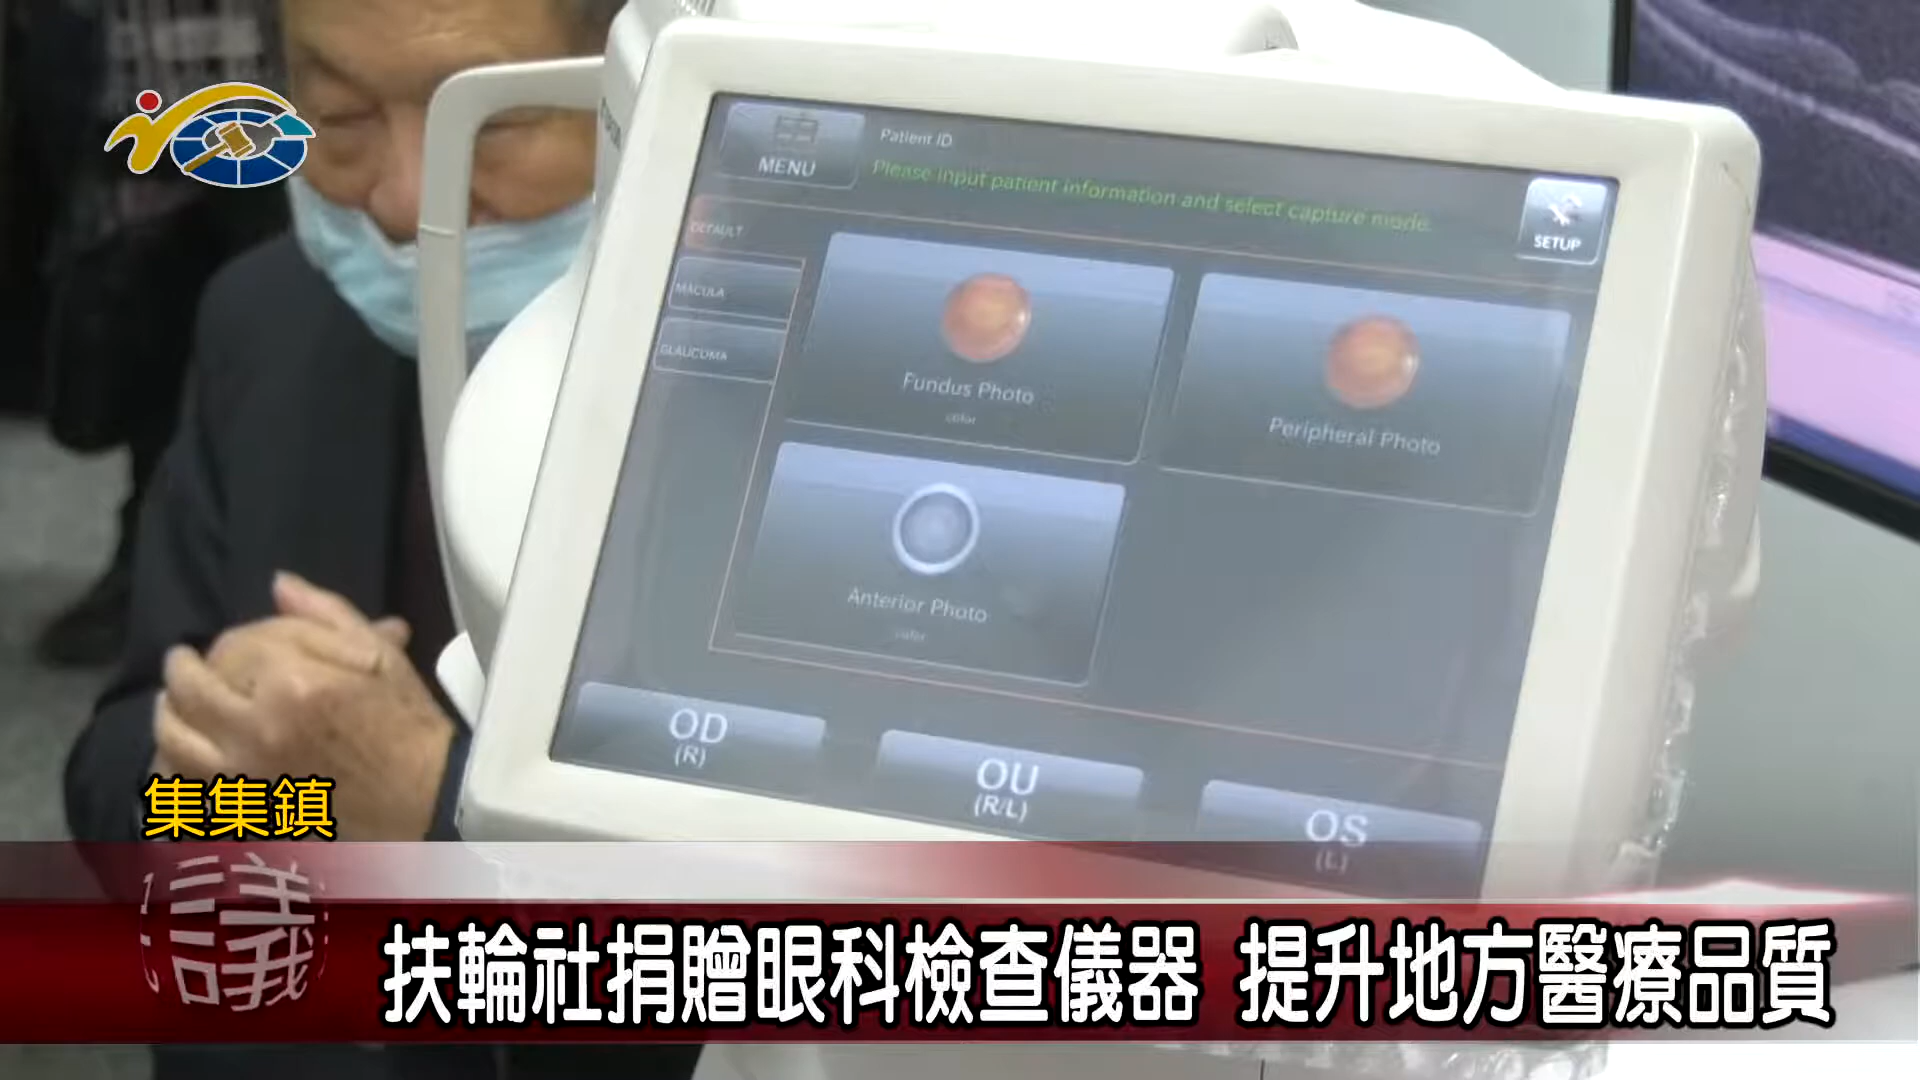 Patient ID
MENU
Please input patient information and select capture mode.
SETUP
DEFAULT
MACULA
GLAUCOMA
Fundus Photo
color
Peripheral Photo
Anterior Photo
color
OD
(R)
OU
(R/L)
OS
(L)
集集鎮
議
扶輪社捐贈眼科檢查儀器 提升地方醫療品質